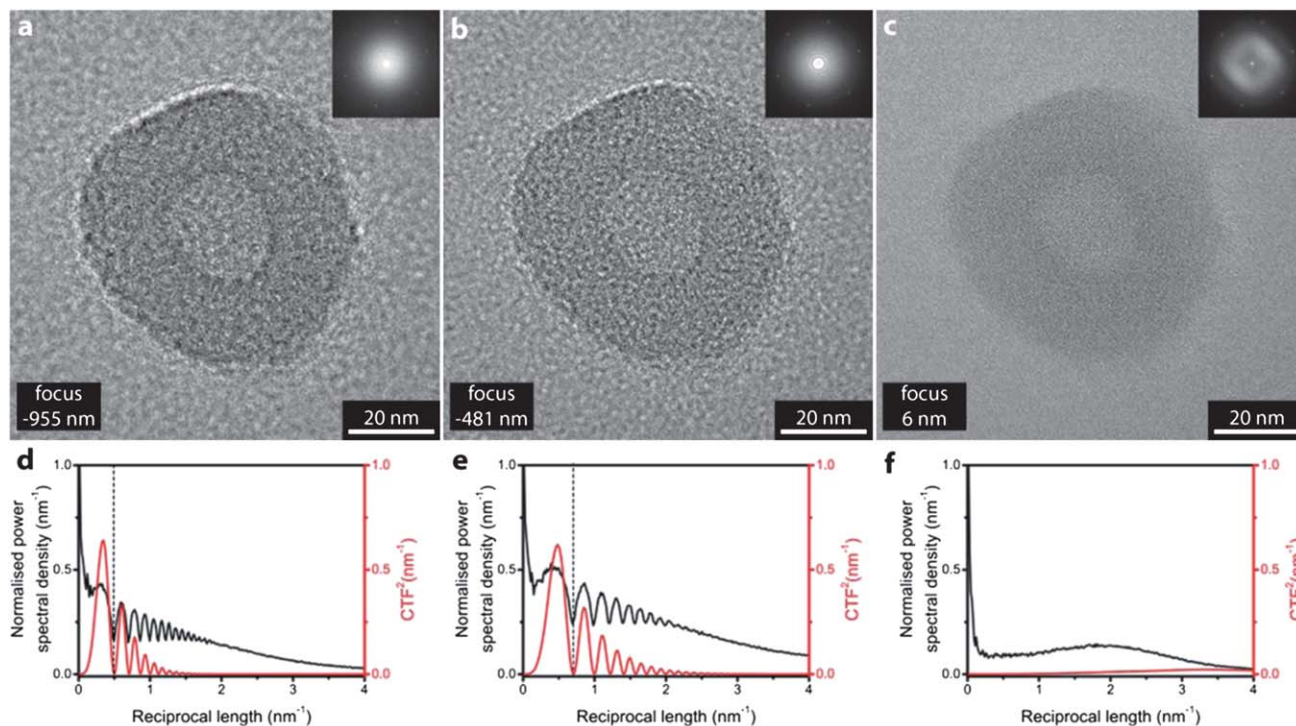 a
focus
-955 nm
20 nm
b
focus
-481 nm
20 nm
c
focus
6 nm
20 nm
d
Normalised power
spectral density (nm⁻¹)
1.0
0.5
0.0
0
1
2
3
4
Reciprocal length (nm⁻¹)
1.0
0.5
0.0
CTF²(nm⁻¹)
e
Normalised power
spectral density (nm⁻¹)
1.0
0.5
0.0
0
1
2
3
4
Reciprocal length (nm⁻¹)
1.0
0.5
0.0
CTF²(nm⁻¹)
f
Normalised power
spectral density (nm⁻¹)
1.0
0.5
0.0
0
1
2
3
4
Reciprocal length (nm⁻¹)
1.0
0.5
0.0
CTF²(nm⁻¹)